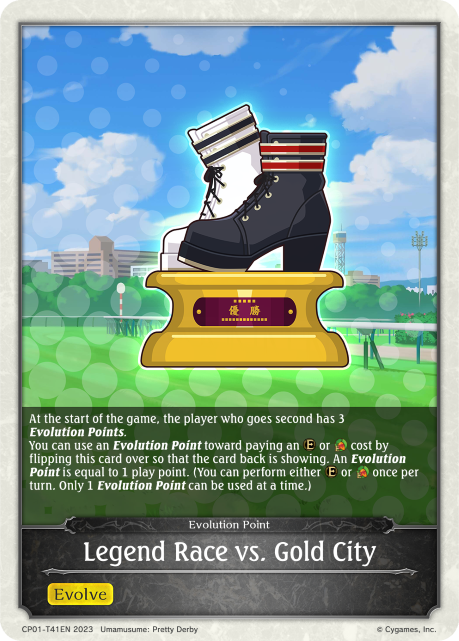 優勝
At the start of the game, the player who goes second has 3
Evolution Points.
You can use an Evolution Point toward paying an E or cost by
flipping this card over so that the card back is showing. An Evolution
Point is equal to 1 play point. (You can perform either E or once per
turn. Only 1 Evolution Point can be used at a time.)
Evolution Point
Legend Race vs. Gold City
Evolve
CP01-T41EN 2023 Umamusume: Pretty Derby
© Cygames, Inc.